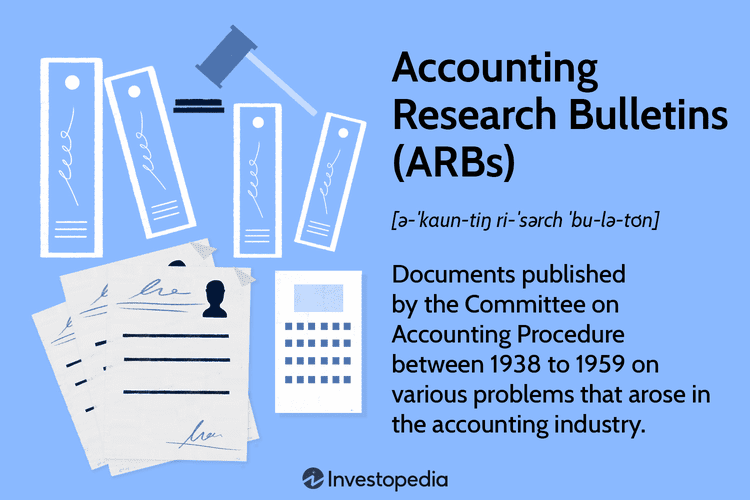 Accounting
Research Bulletins
(ARBs)
[ə-ˈkaun-tiŋ ri-ˈsərch ˈbu-lə-tʊn]
Documents published
by the Committee on
Accounting Procedure
between 1938 to 1959 on
various problems that arose in
the accounting industry.
Investopedia